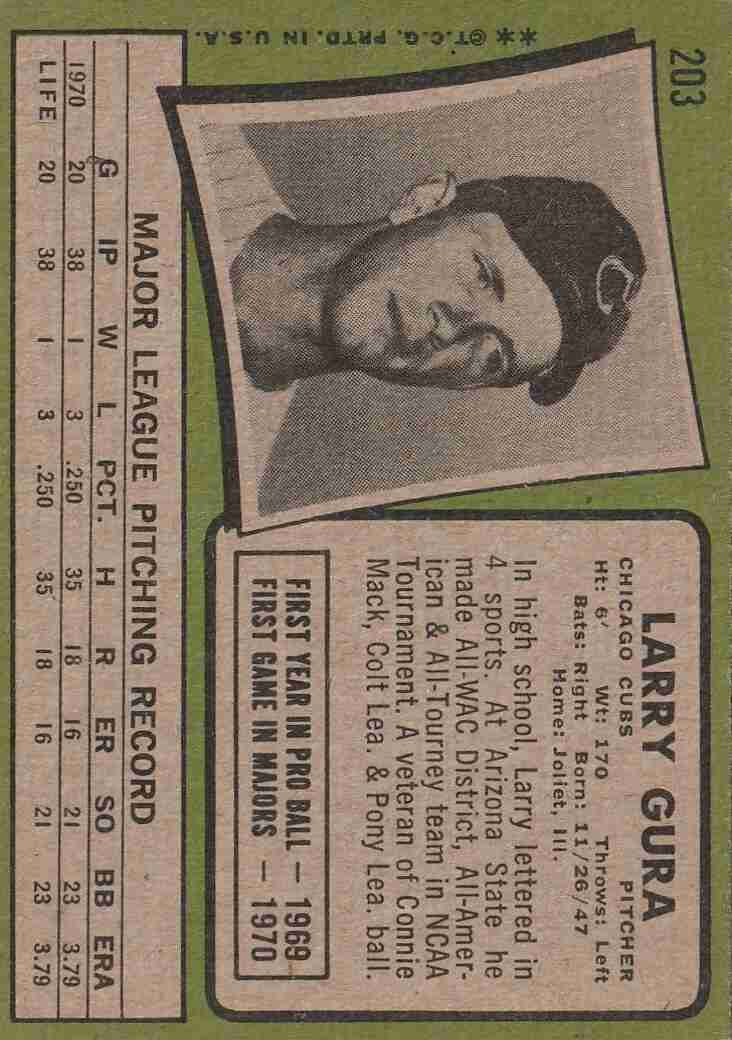 203
**©T.C.G. PRTD. IN U.S.A.
C
LARRY GURA
CHICAGO CUBS PITCHER
Ht: 6' Wt: 170 Throws: Left
Bats: Right Born: 11/26/47
Home: Joliet, Ill.
In high school, Larry lettered in
4 sports. At Arizona State he
made All-WAC District, All-Amer-
ican & All-Tourney team in NCAA
Tournament. A veteran of Connie
Mack, Colt Lea. & Pony Lea. ball.
FIRST YEAR IN PRO BALL — 1969
FIRST GAME IN MAJORS — 1970
MAJOR LEAGUE PITCHING RECORD
G IP W L PCT. H R ER SO BB ERA
1970 20 38 1 3 .250 35 18 16 21 23 3.79
LIFE 20 38 1 3 .250 35 18 16 21 23 3.79